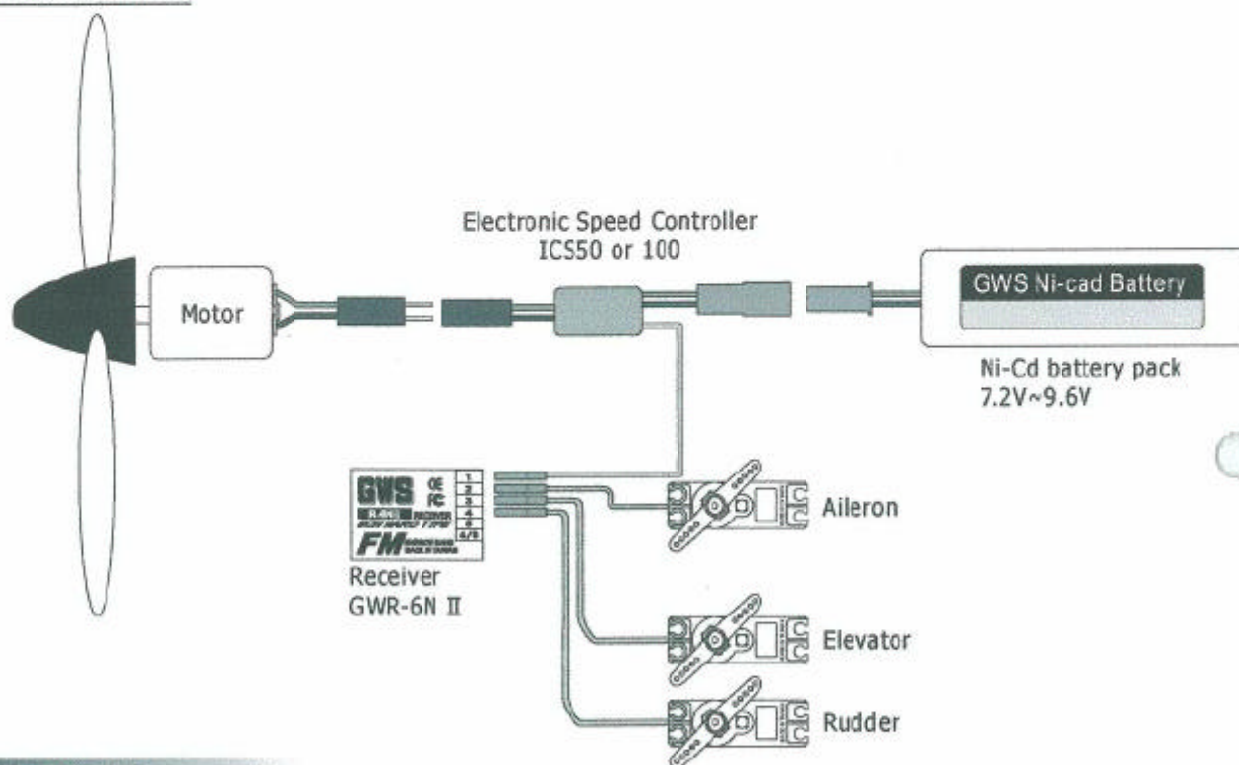 Electronic Speed Controller
ICS50 or 100
Motor
GWS Ni-cad Battery
Ni-Cd battery pack
7.2V~9.6V
GWS
FM
RECEIVER
1
2
3
4
Receiver
GWR-6N II
Aileron
Elevator
Rudder